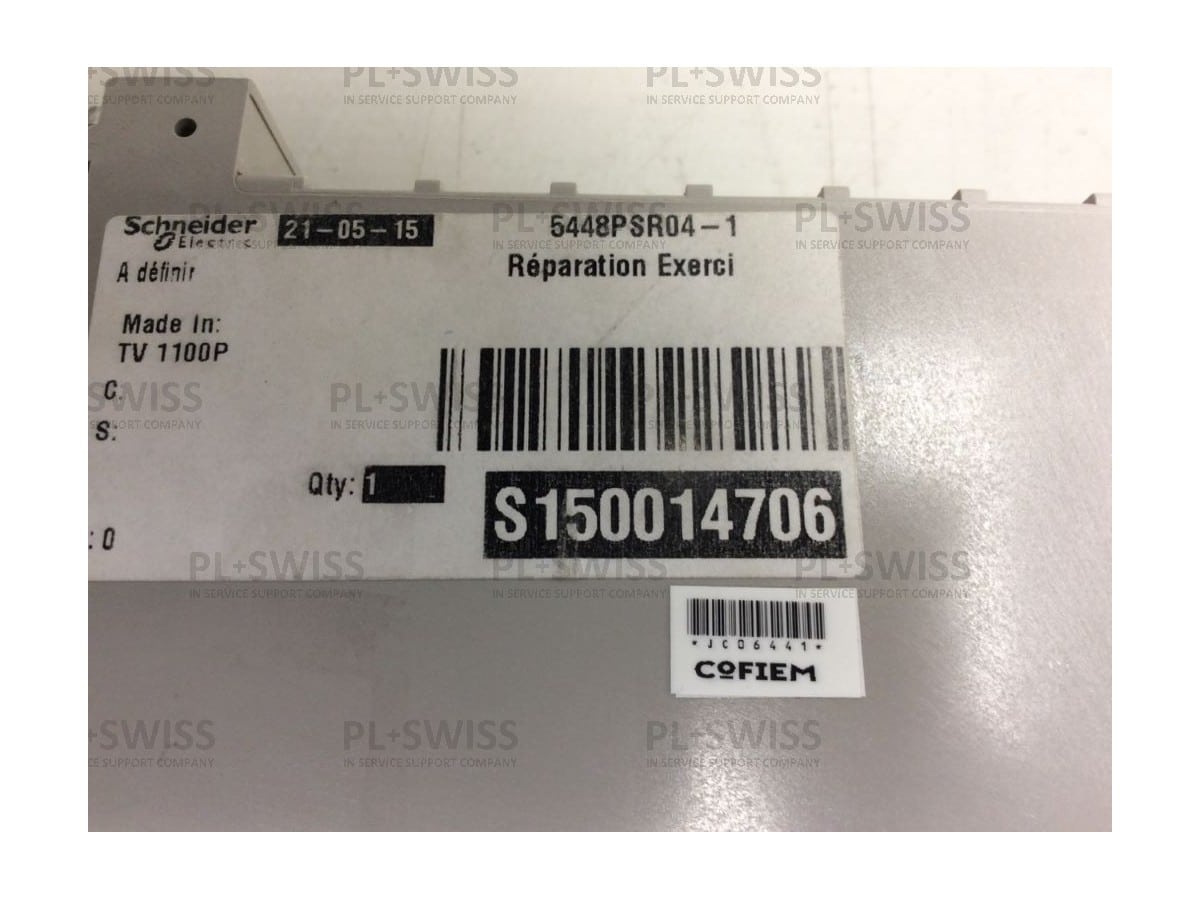 PL+SWISS
IN SERVICE SUPPORT COMPANY
Schneider
Electric
21-05-15
5448PSR04-1
A définir
Réparation Exerci
Made In:
TV 1100P
C:
S:
Qty: 1
S150014706
: 0
*JC06441*
COFIEM